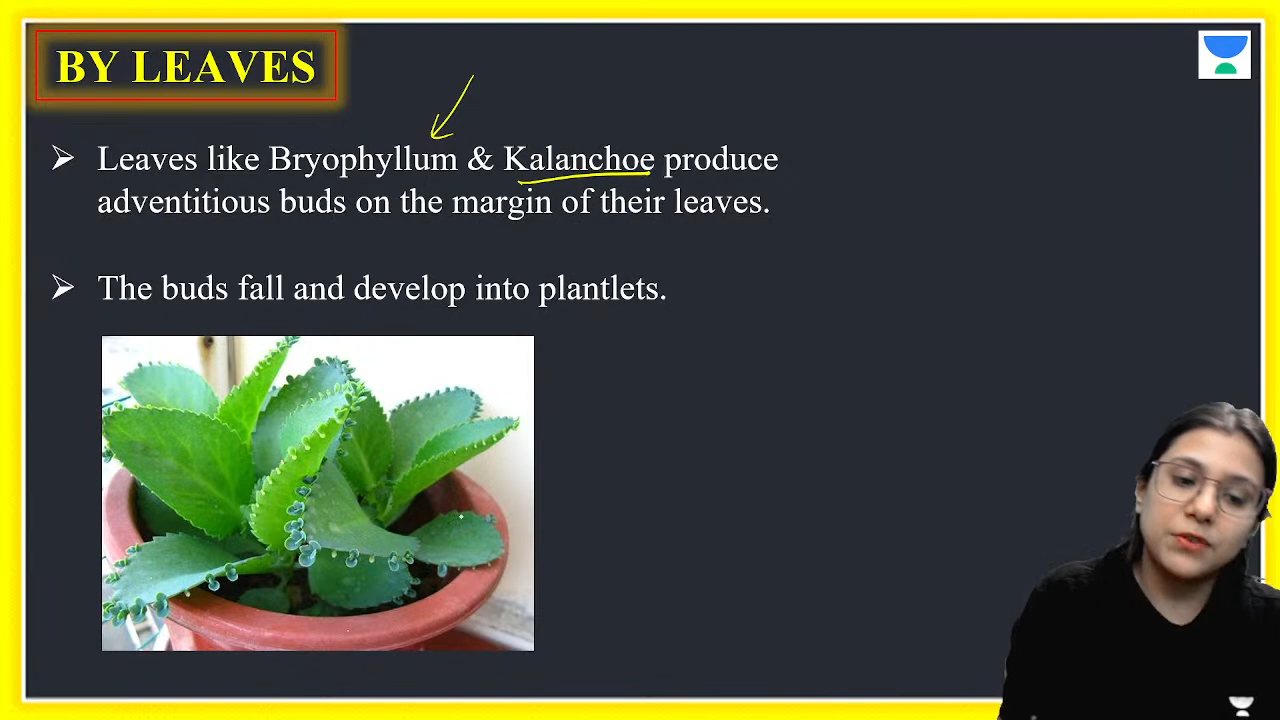 BY LEAVES
Leaves like Bryophyllum & Kalanchoe produce
adventitious buds on the margin of their leaves.
The buds fall and develop into plantlets.